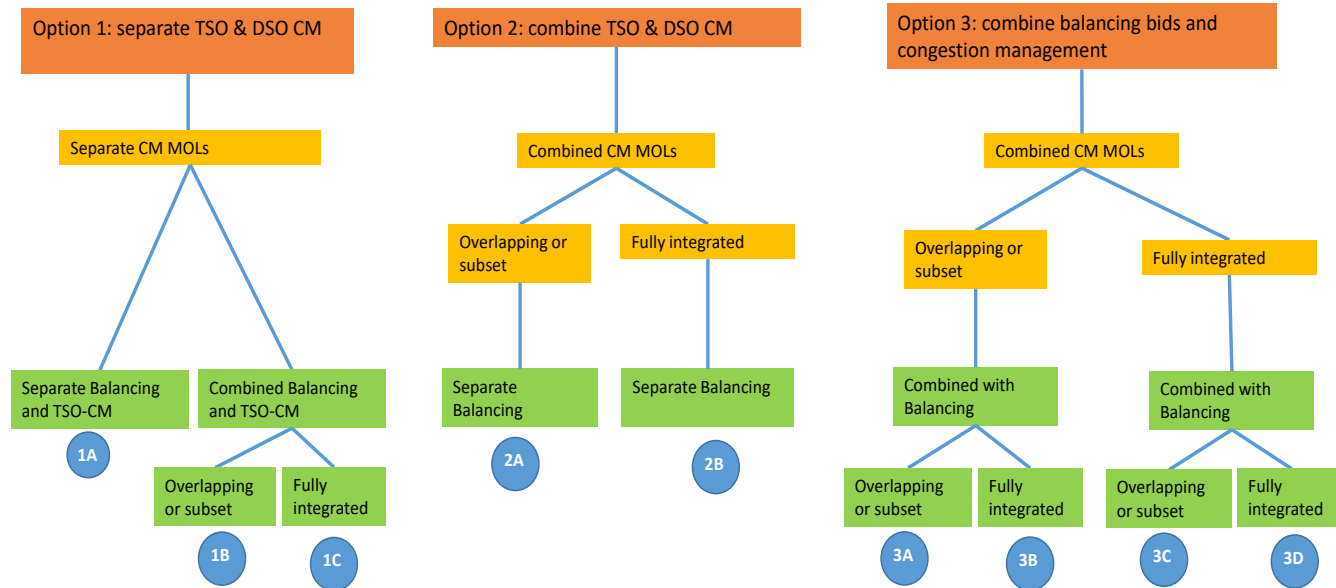 Option 1: separate TSO & DSO CM
Separate CM MOLs
Separate Balancing
and TSO-CM
1A
Combined Balancing
and TSO-CM
Overlapping
or subset
1B
Fully
integrated
1C
Option 2: combine TSO & DSO CM
Combined CM MOLs
Overlapping or
subset
Separate
Balancing
2A
Fully integrated
Separate Balancing
2B
Option 3: combine balancing bids and
congestion management
Combined CM MOLs
Overlapping or
subset
Combined with
Balancing
Overlapping
or subset
3A
Fully
integrated
3B
Fully integrated
Combined with
Balancing
Overlapping
or subset
3C
Fully
integrated
3D